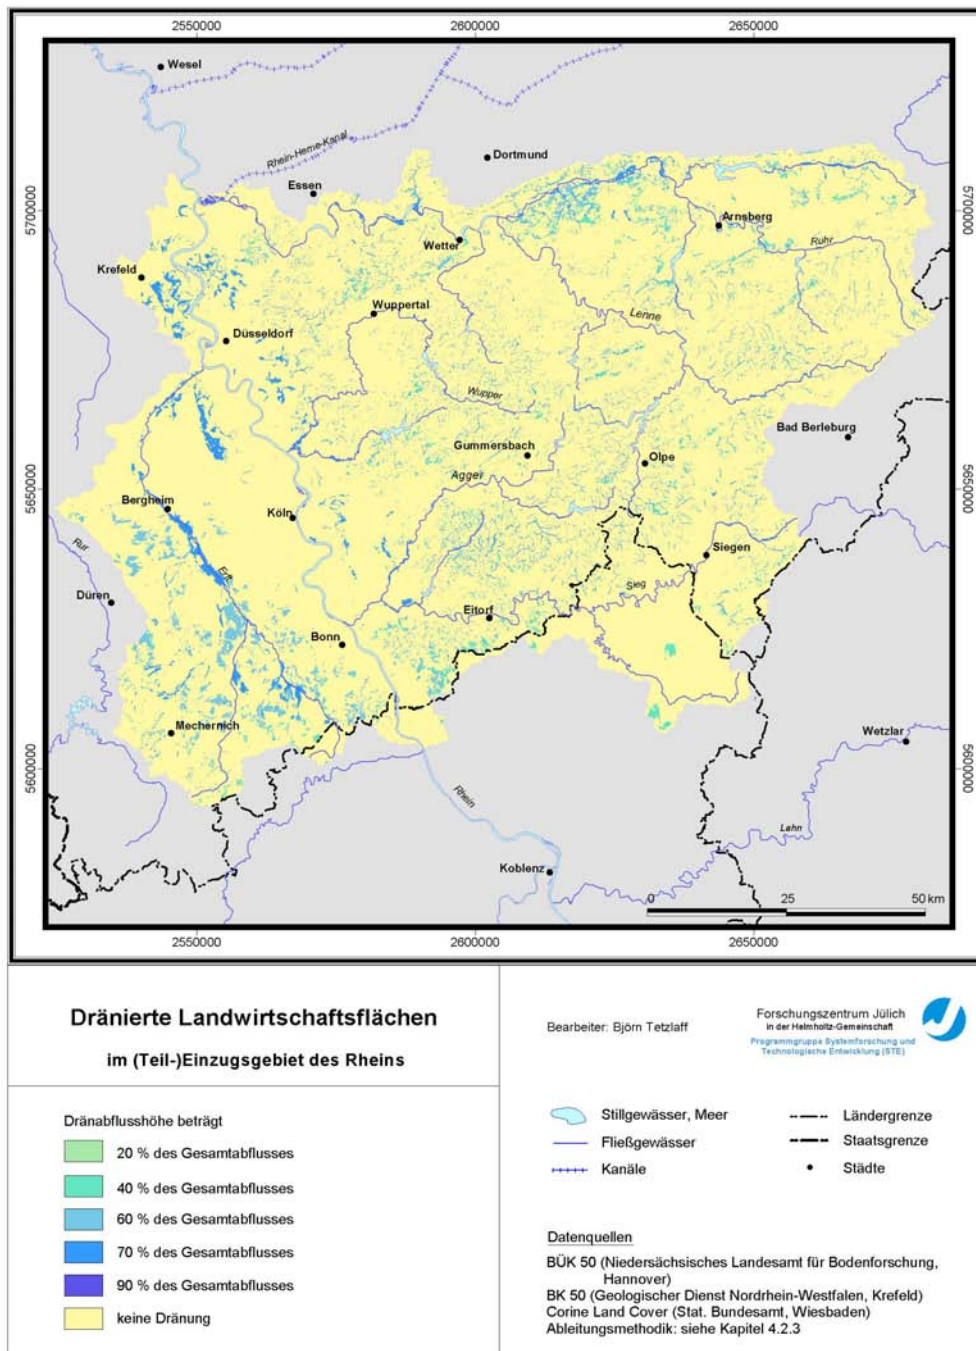 2550000
2600000
2650000
Wesel
Rhein-Herne-Kanal
Dortmund
Essen
5700000
5700000
Arnsberg
Wetter
Ruhr
Krefeld
Wuppertal
Lenne
Düsseldorf
Wupper
Bad Berleburg
Gummersbach
Olpe
Agger
5650000
5650000
Bergheim
Köln
Rur
Siegen
Erft
Sieg
Düren
Eitorf
Bonn
Mechernich
Wetzlar
5600000
5600000
Rhein
Lahn
Koblenz
0 25 50 km
2550000
2600000
2650000
Dränierte Landwirtschaftsflächen
im (Teil-)Einzugsgebiet des Rheins
Bearbeiter: Björn Tetzlaff
Forschungszentrum Jülich
in der Helmholtz-Gemeinschaft
Programmgruppe Systemforschung und
Technologische Entwicklung (STE)
Dränabflusshöhe beträgt
20 % des Gesamtabflusses
40 % des Gesamtabflusses
60 % des Gesamtabflusses
70 % des Gesamtabflusses
90 % des Gesamtabflusses
keine Dränung
Stillgewässer, Meer
Fließgewässer
Kanäle
Ländergrenze
Staatsgrenze
Städte
Datenquellen
BÜK 50 (Niedersächsisches Landesamt für Bodenforschung,
Hannover)
BK 50 (Geologischer Dienst Nordrhein-Westfalen, Krefeld)
Corine Land Cover (Stat. Bundesamt, Wiesbaden)
Ableitungsmethodik: siehe Kapitel 4.2.3